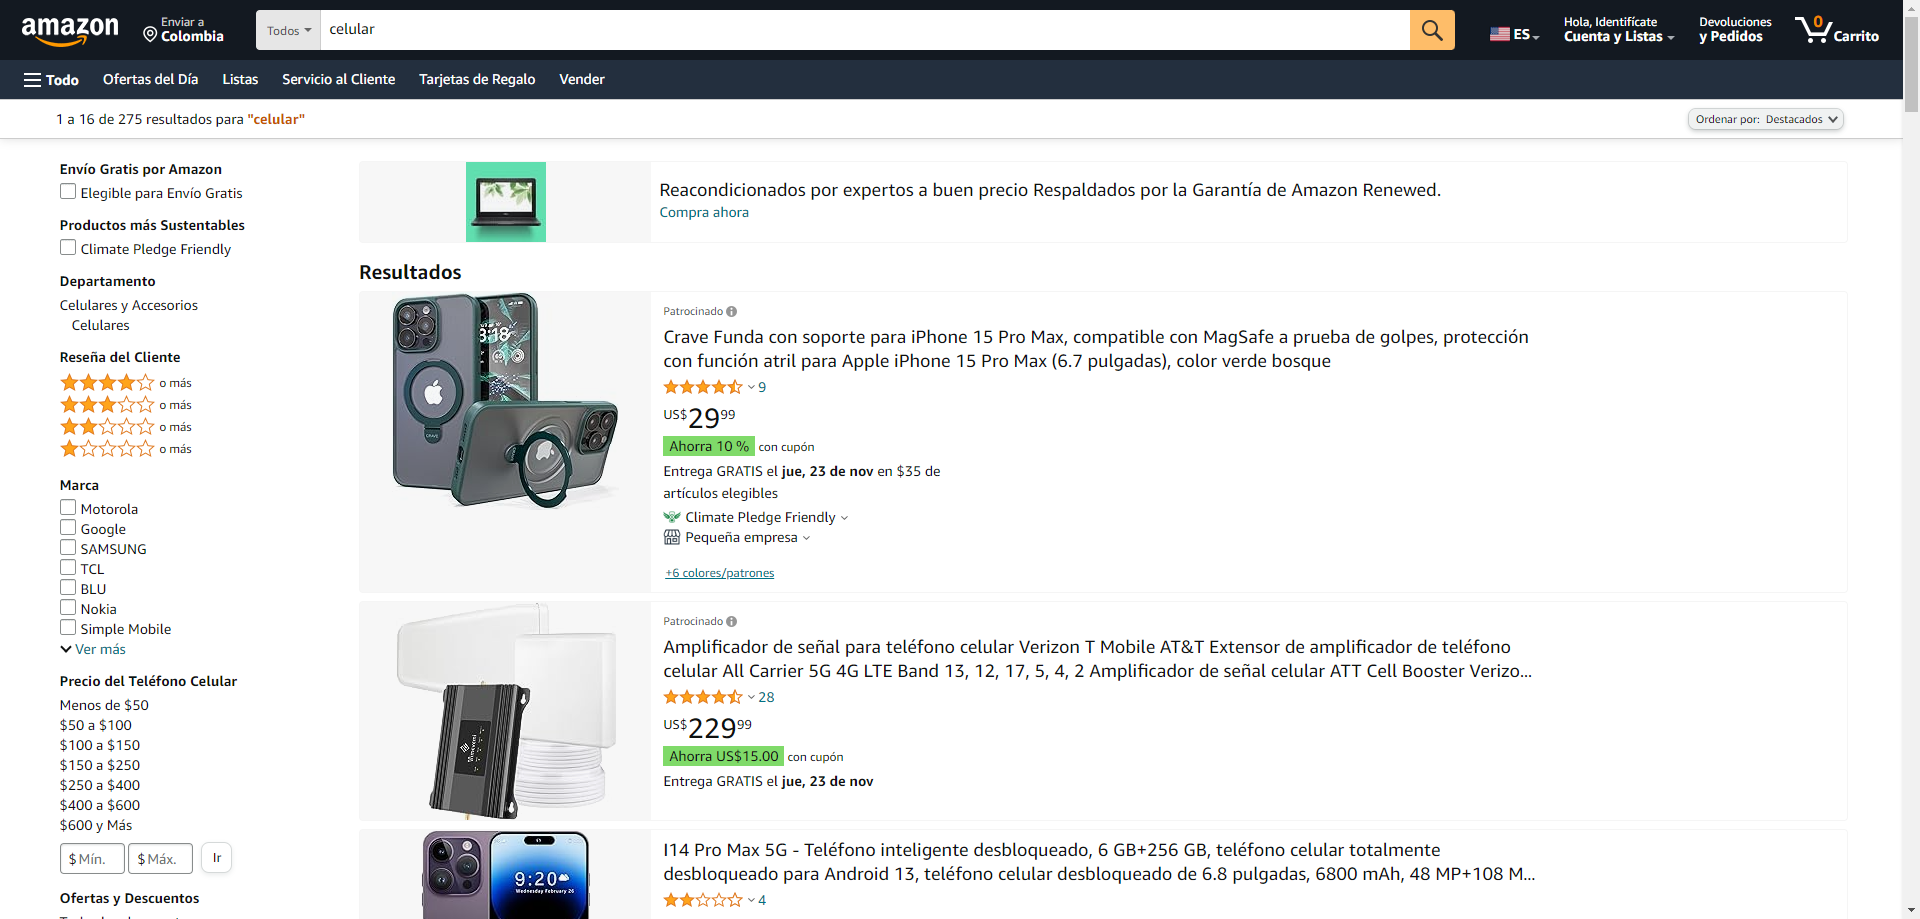 amazon
Enviar a
Colombia
Todos
celular
ES
Hola, Identifícate
Cuenta y Listas
Devoluciones
y Pedidos
0
Carrito
Todo
Ofertas del Día
Listas
Servicio al Cliente
Tarjetas de Regalo
Vender
1 a 16 de 275 resultados para "celular"
Ordenar por: Destacados
Envío Gratis por Amazon
Elegible para Envío Gratis
Productos más Sustentables
Climate Pledge Friendly
Departamento
Celulares y Accesorios
Celulares
Reseña del Cliente
o más
o más
o más
o más
Marca
Motorola
Google
SAMSUNG
TCL
BLU
Nokia
Simple Mobile
Ver más
Precio del Teléfono Celular
Menos de $50
$50 a $100
$100 a $150
$150 a $250
$250 a $400
$400 a $600
$600 y Más
$ Mín.
$ Máx.
Ir
Ofertas y Descuentos
Reacondicionados por expertos a buen precio Respaldados por la Garantía de Amazon Renewed.
Compra ahora
Resultados
Patrocinado
Crave Funda con soporte para iPhone 15 Pro Max, compatible con MagSafe a prueba de golpes, protección
con función atril para Apple iPhone 15 Pro Max (6.7 pulgadas), color verde bosque
9
US$29 99
Ahorra 10 % con cupón
Entrega GRATIS el jue, 23 de nov en $35 de
artículos elegibles
Climate Pledge Friendly
Pequeña empresa
+6 colores/patrones
Patrocinado
Amplificador de señal para teléfono celular Verizon T Mobile AT&T Extensor de amplificador de teléfono
celular All Carrier 5G 4G LTE Band 13, 12, 17, 5, 4, 2 Amplificador de señal celular ATT Cell Booster Verizo...
28
US$229 99
Ahorra US$15.00 con cupón
Entrega GRATIS el jue, 23 de nov
9:20
Wednesday February 26
I14 Pro Max 5G - Teléfono inteligente desbloqueado, 6 GB+256 GB, teléfono celular totalmente
desbloqueado para Android 13, teléfono celular desbloqueado de 6.8 pulgadas, 6800 mAh, 48 MP+108 M...
4